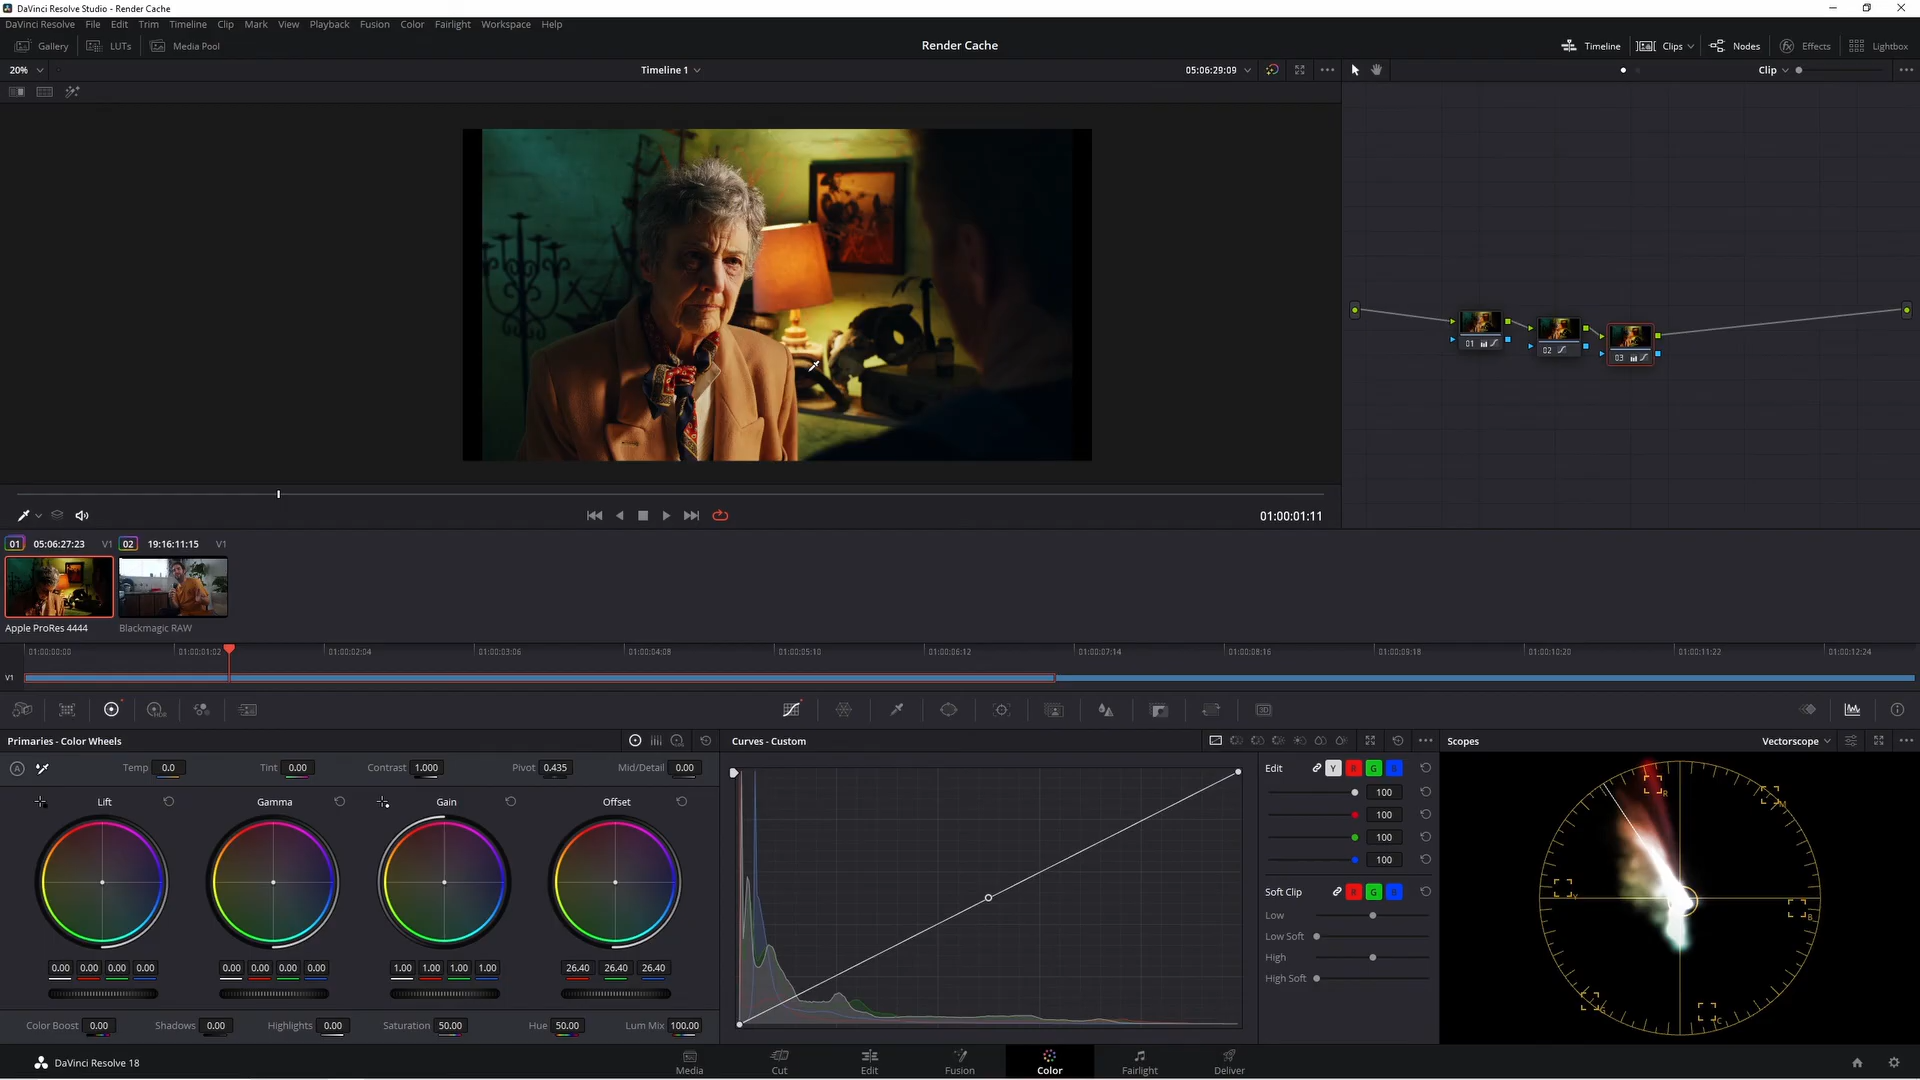 DaVinci Resolve Studio - Render Cache
DaVinci Resolve File Edit Trim Timeline Clip Mark View Playback Fusion Color Fairlight Workspace Help
Gallery LUTs Media Pool Render Cache Timeline Clips Nodes Effects Lightbox
20% Timeline 1 05:06:29:09 Clip
01 02 03
01:00:01:11
01 05:06:27:23 V1 02 19:16:11:15 V1
Apple ProRes 4444 Blackmagic RAW
01:00:00:00 01:00:01:02 01:00:02:04 01:00:03:06 01:00:04:08 01:00:05:10 01:00:06:12 01:00:07:14 01:00:08:16 01:00:09:18 01:00:10:20 01:00:11:22 01:00:12:24
V1
HDR 3D
Primaries - Color Wheels Curves - Custom Scopes Vectorscope
A Temp 0.0 Tint 0.00 Contrast 1.000 Pivot 0.435 Mid/Detail 0.00 Edit Y R G B
Lift Gamma Gain Offset 100
100
100
100
Soft Clip R G B
Low
Low Soft
High
High Soft
R M B C G Y
0.00 0.00 0.00 0.00 0.00 0.00 0.00 0.00 1.00 1.00 1.00 1.00 26.40 26.40 26.40
Color Boost 0.00 Shadows 0.00 Highlights 0.00 Saturation 50.00 Hue 50.00 Lum Mix 100.00
DaVinci Resolve 18 Media Cut Edit Fusion Color Fairlight Deliver